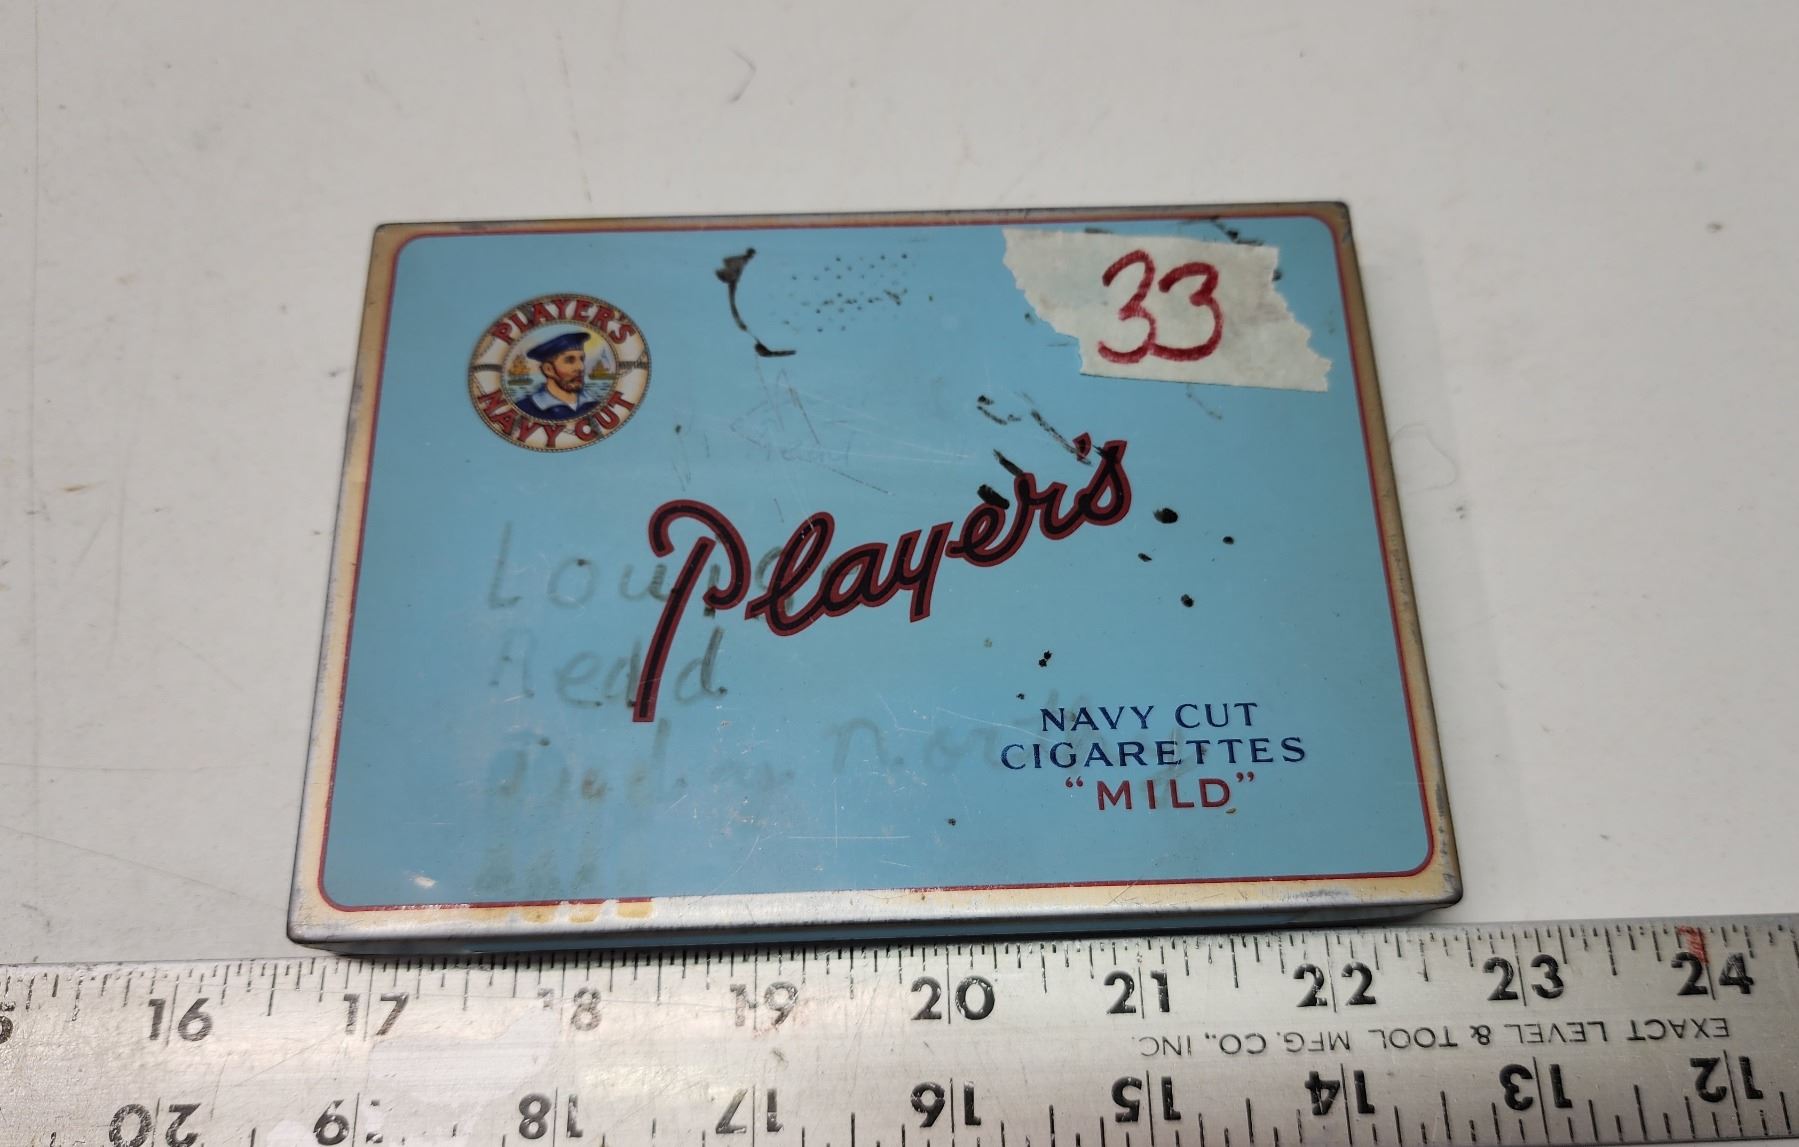 33
PLAYER'S
NAVY CUT
Player's
NAVY CUT
CIGARETTES
"MILD"
16 17 18 19 20 21 22 23 24
EXACT LEVEL & TOOL MFG. CO., INC.
20 19 18 17 16 15 14 13 12